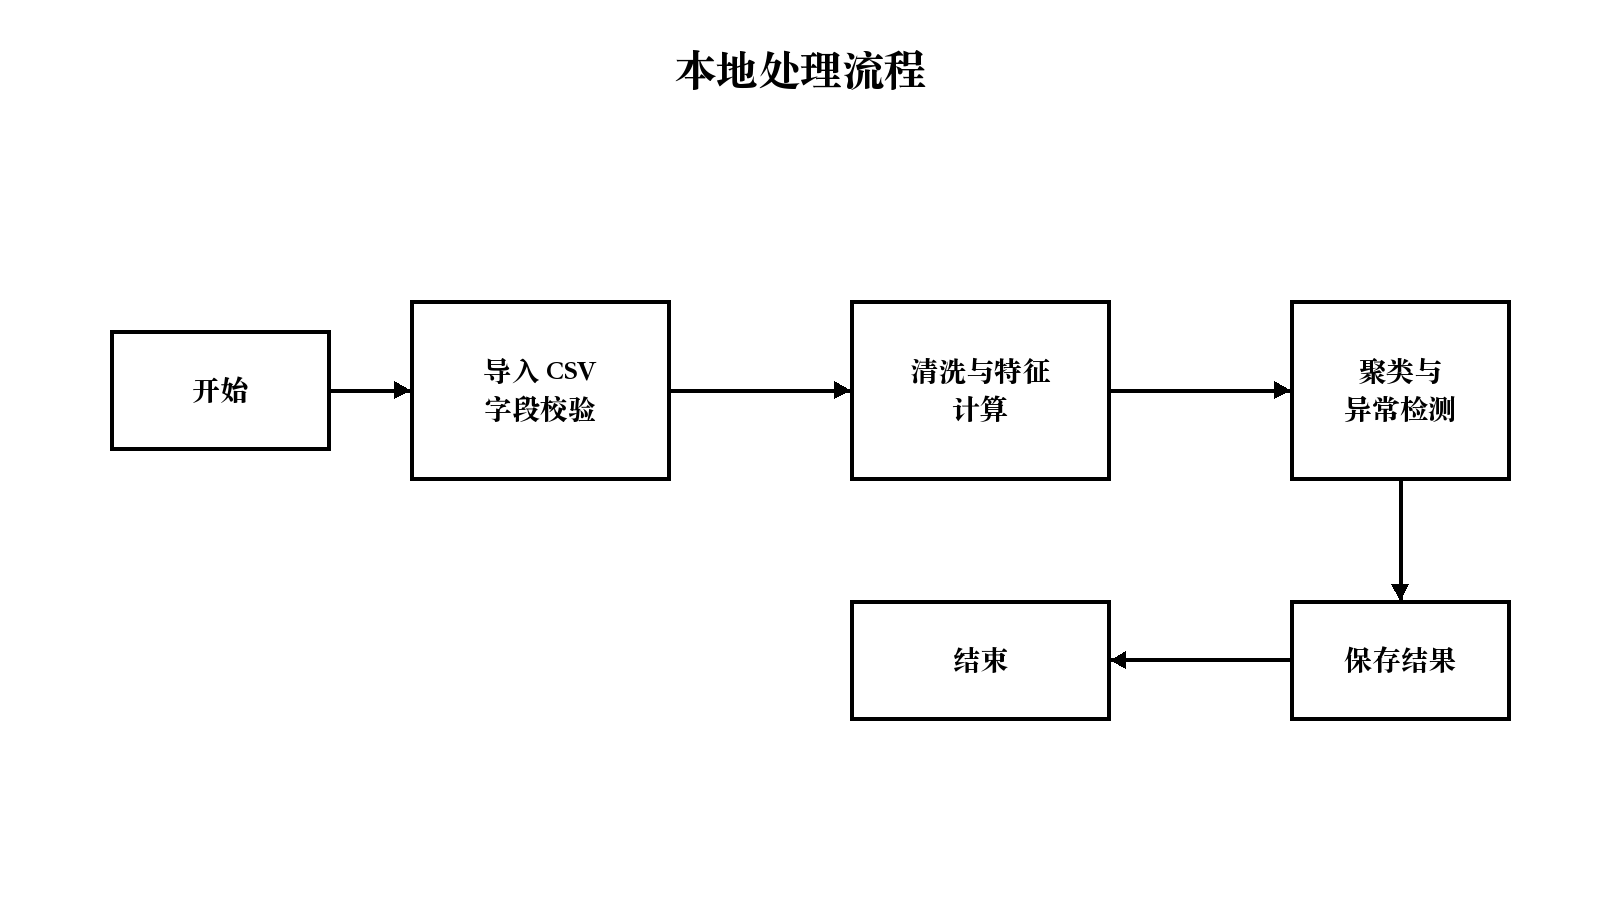 本地处理流程
开始
导入 CSV
字段校验
清洗与特征
计算
聚类与
异常检测
保存结果
结束